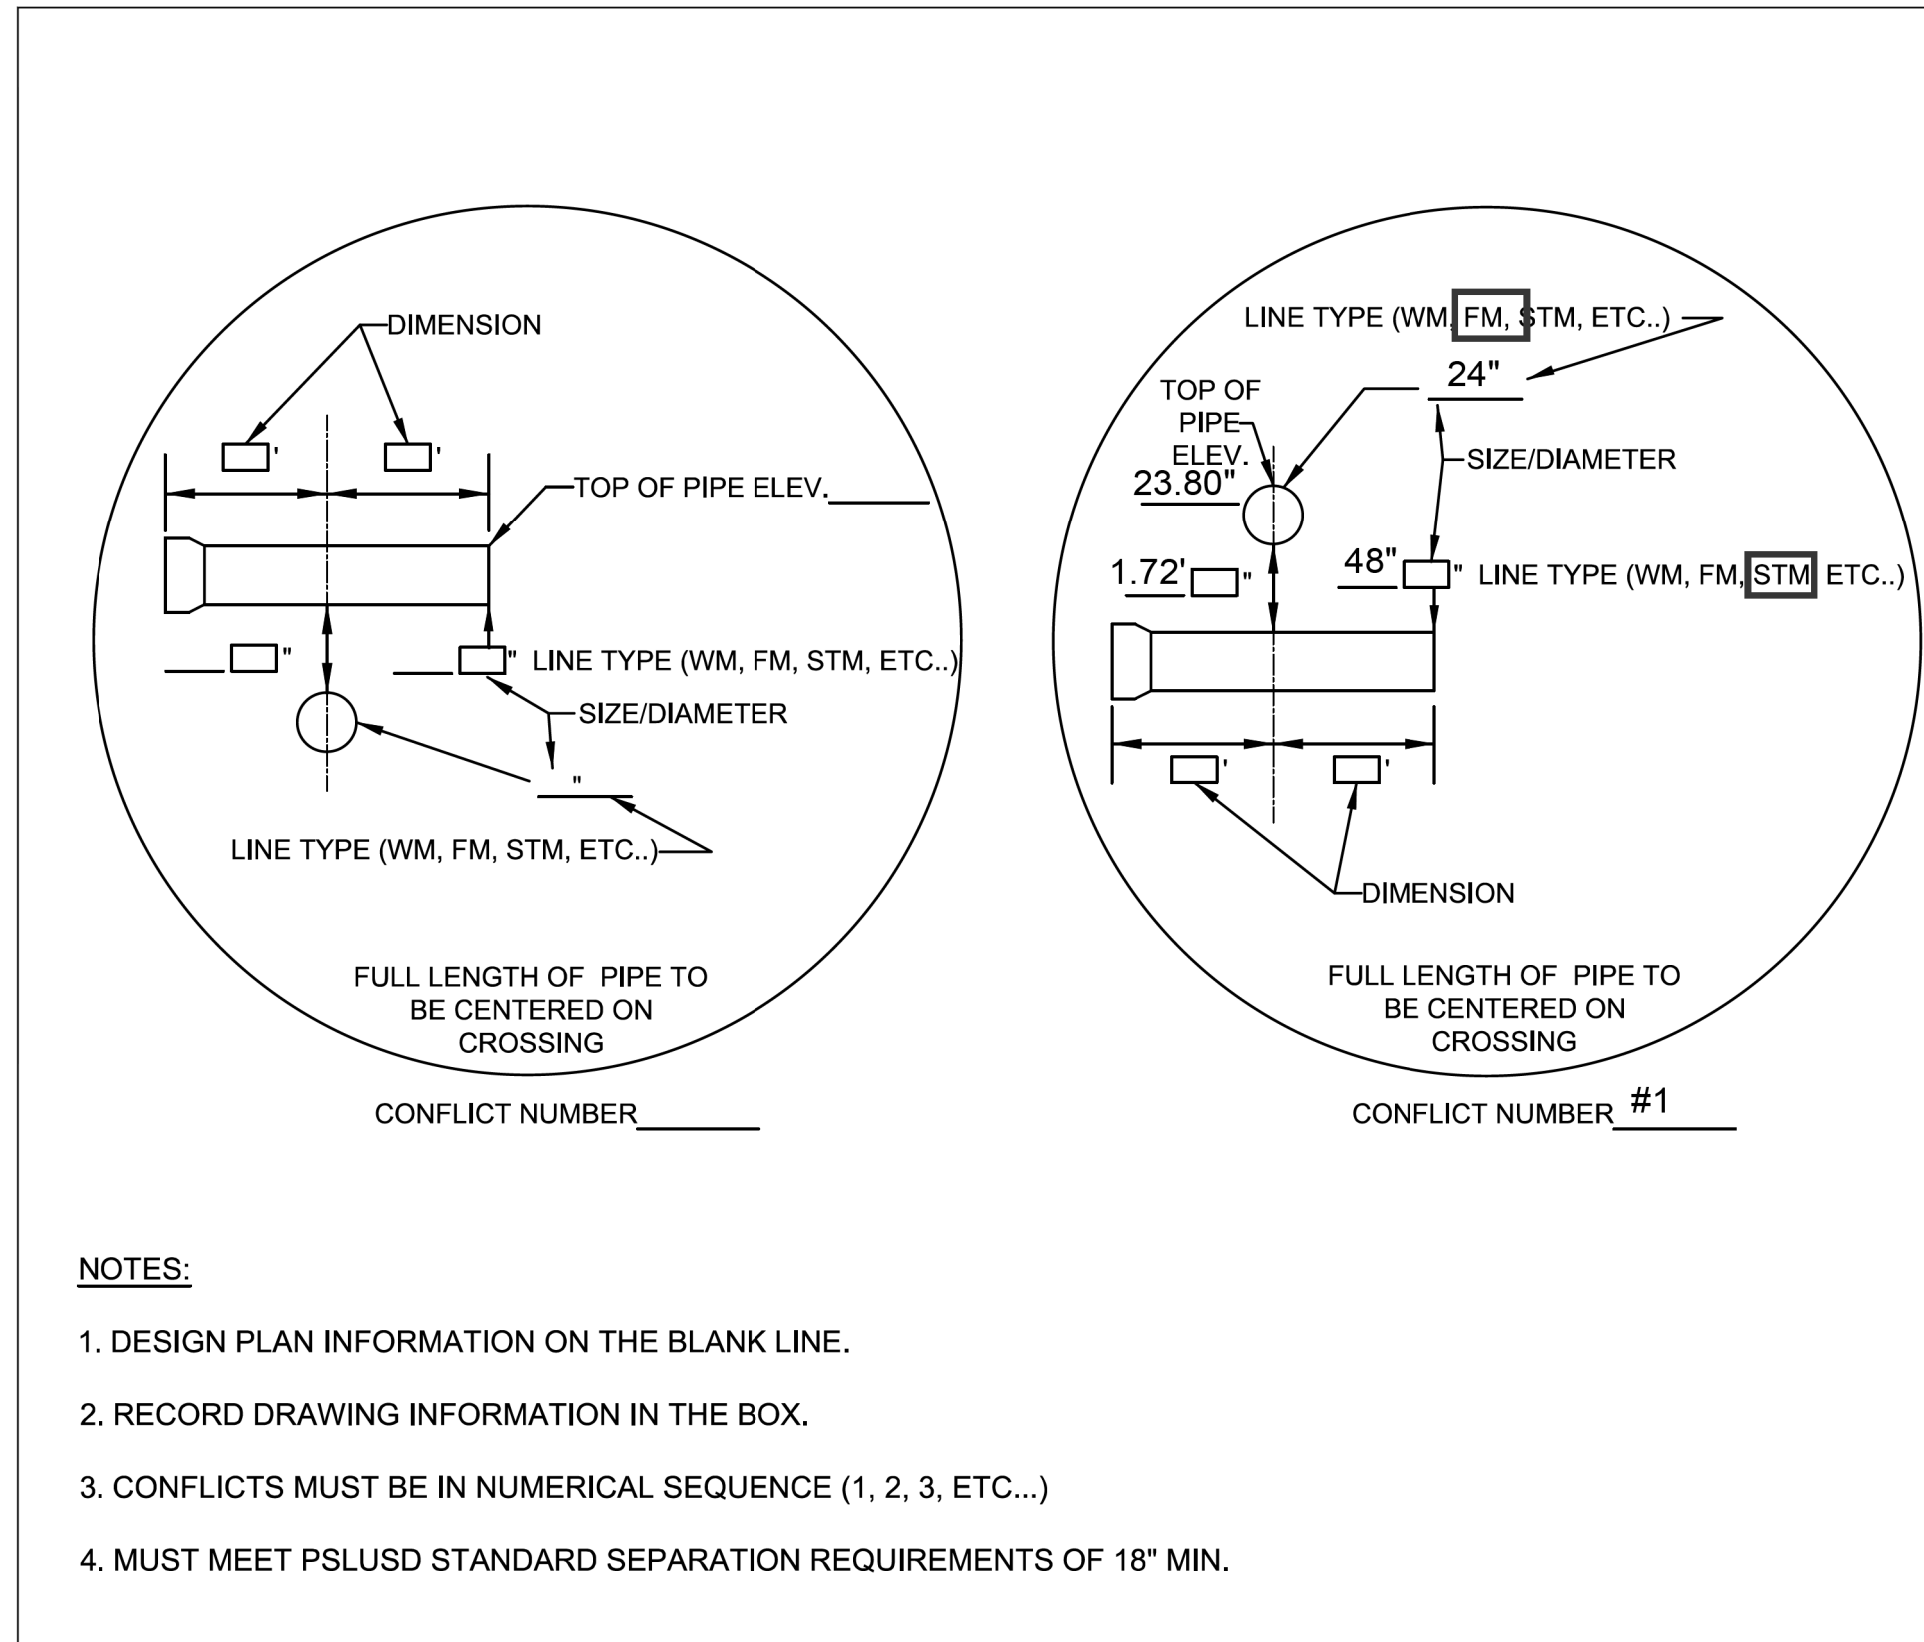 DIMENSION
' '
TOP OF PIPE ELEV.
" " LINE TYPE (WM, FM, STM, ETC..)
SIZE/DIAMETER
"
LINE TYPE (WM, FM, STM, ETC..)
FULL LENGTH OF PIPE TO
BE CENTERED ON
CROSSING
CONFLICT NUMBER
LINE TYPE (WM, FM, STM, ETC..)
24"
TOP OF
PIPE
ELEV.
23.80"
SIZE/DIAMETER
1.72' " 48" " LINE TYPE (WM, FM, STM, ETC..)
' '
DIMENSION
FULL LENGTH OF PIPE TO
BE CENTERED ON
CROSSING
CONFLICT NUMBER #1
NOTES:
1. DESIGN PLAN INFORMATION ON THE BLANK LINE.
2. RECORD DRAWING INFORMATION IN THE BOX.
3. CONFLICTS MUST BE IN NUMERICAL SEQUENCE (1, 2, 3, ETC...)
4. MUST MEET PSLUSD STANDARD SEPARATION REQUIREMENTS OF 18" MIN.